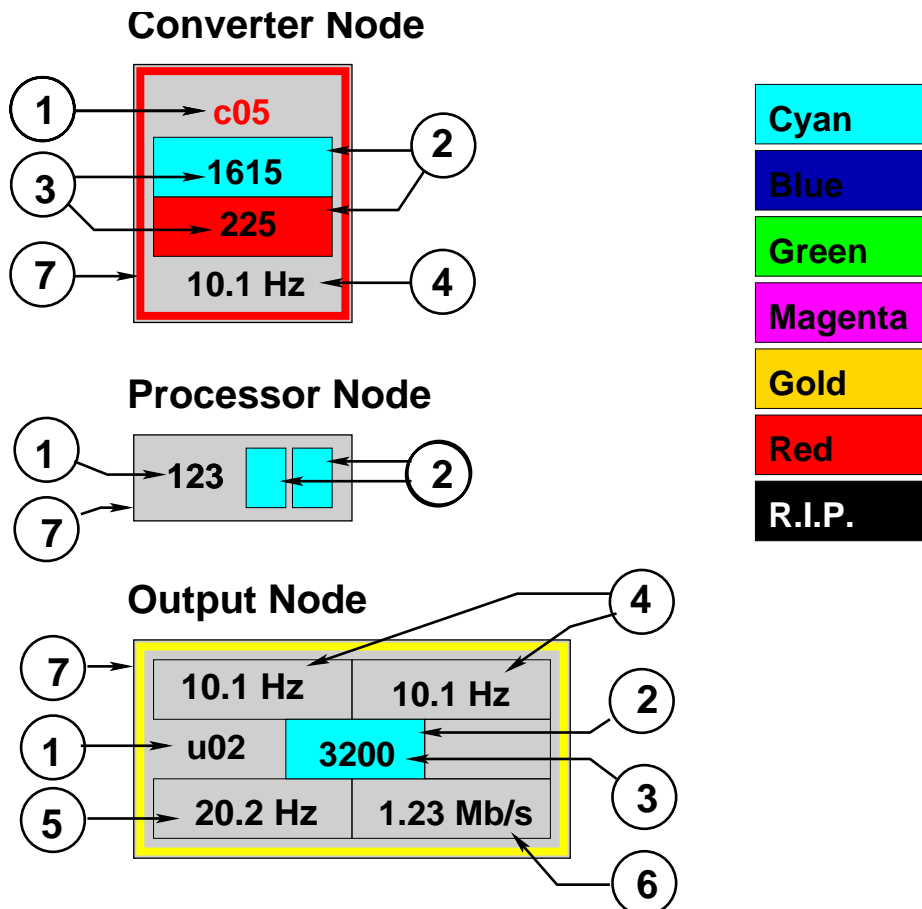 Converter Node
1
c05
2
3
1615
225
7
10.1 Hz
4
Processor Node
1
123
2
7
Output Node
4
7
10.1 Hz
10.1 Hz
2
1
u02
3200
3
5
20.2 Hz
1.23 Mb/s
6
Cyan
Blue
Green
Magenta
Gold
Red
R.I.P.